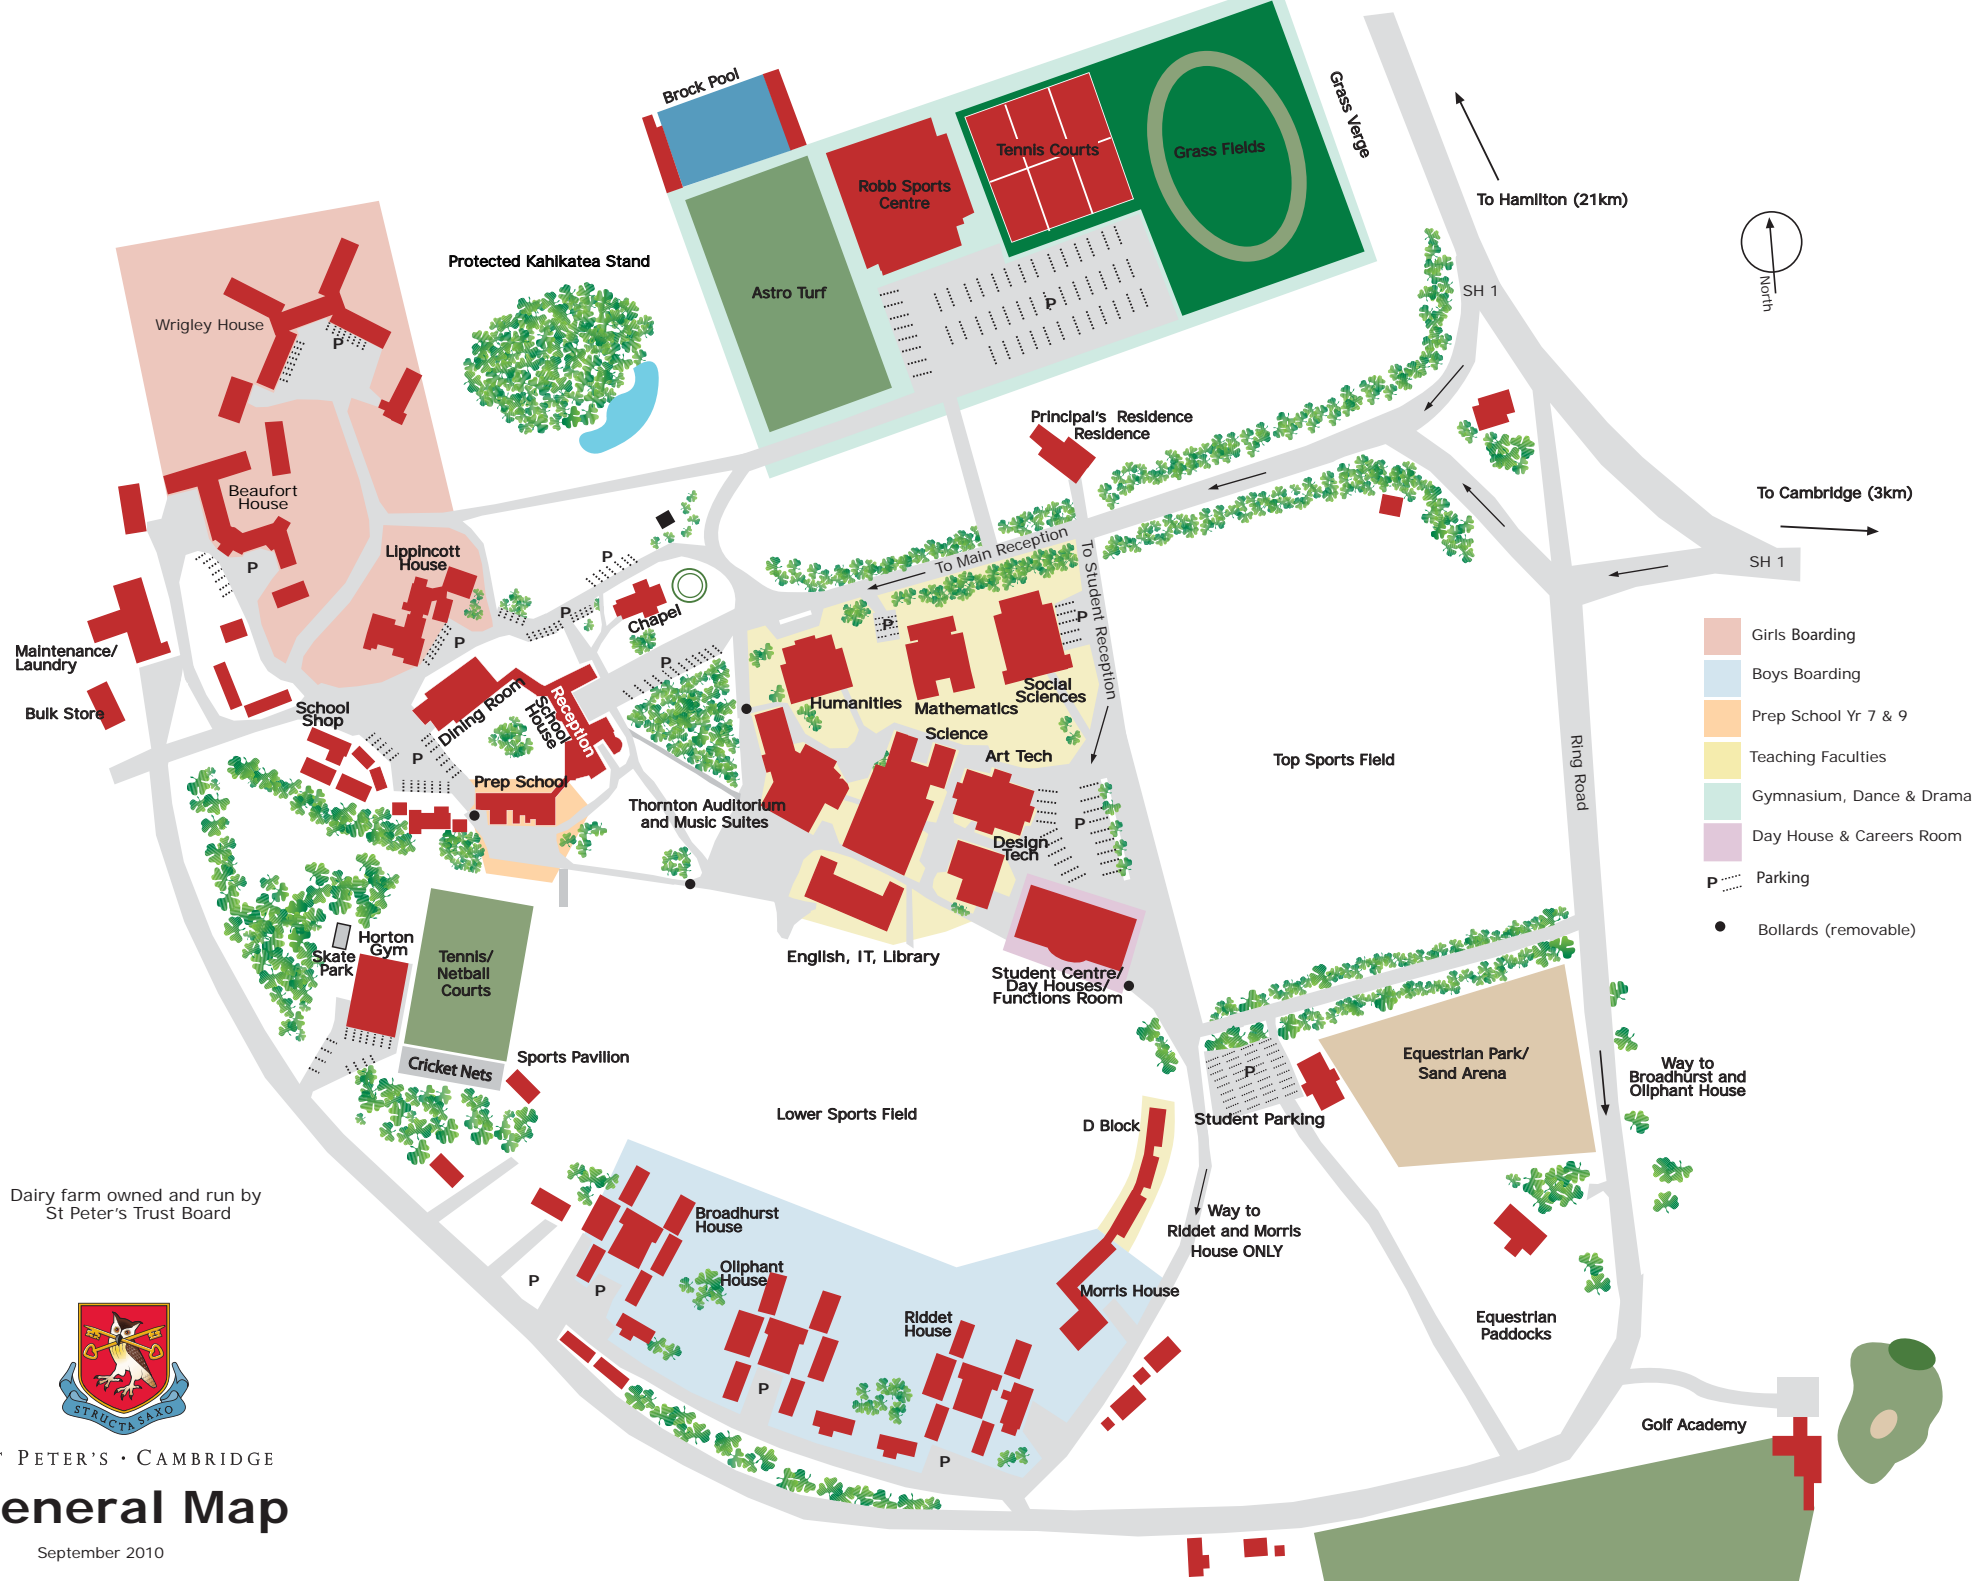 Brock Pool
Grass Verge
Tennis Courts
Grass Fields
Robb Sports
Centre
To Hamilton (21km)
North
Protected Kahikatea Stand
Astro Turf
P
SH 1
Wrigley House
P
Principal's Residence
Residence
Beaufort
House
To Cambridge (3km)
SH 1
P
Lippincott
House
P
P
P
Chapel
P
To Main Reception
To Student Reception
P
P
Maintenance/
Laundry
Bulk Store
School
Shop
Dining Room
School
House
Reception
P
Prep School
Humanities
Mathematics
Social
Sciences
Science
Art Tech
Thornton Auditorium
and Music Suites
Design
Tech
P
Top Sports Field
Ring Road
Girls Boarding
Boys Boarding
Prep School Yr 7 & 9
Teaching Faculties
Gymnasium, Dance & Drama
Day House & Careers Room
P Parking
Bollards (removable)
Horton
Gym
Skate
Park
Tennis/
Netball
Courts
English, IT, Library
Student Centre/
Day Houses/
Functions Room
Cricket Nets
Sports Pavilion
Lower Sports Field
P
Student Parking
Equestrian Park/
Sand Arena
Way to
Broadhurst and
Oliphant House
D Block
Way to
Riddet and Morris
House ONLY
Dairy farm owned and run by
St Peter's Trust Board
Broadhurst
House
Oliphant
House
P
P
Morris House
Riddet
House
P
P
Equestrian
Paddocks
Golf Academy
STRUCTA SAXO
PETER'S · CAMBRIDGE
eneral Map
September 2010